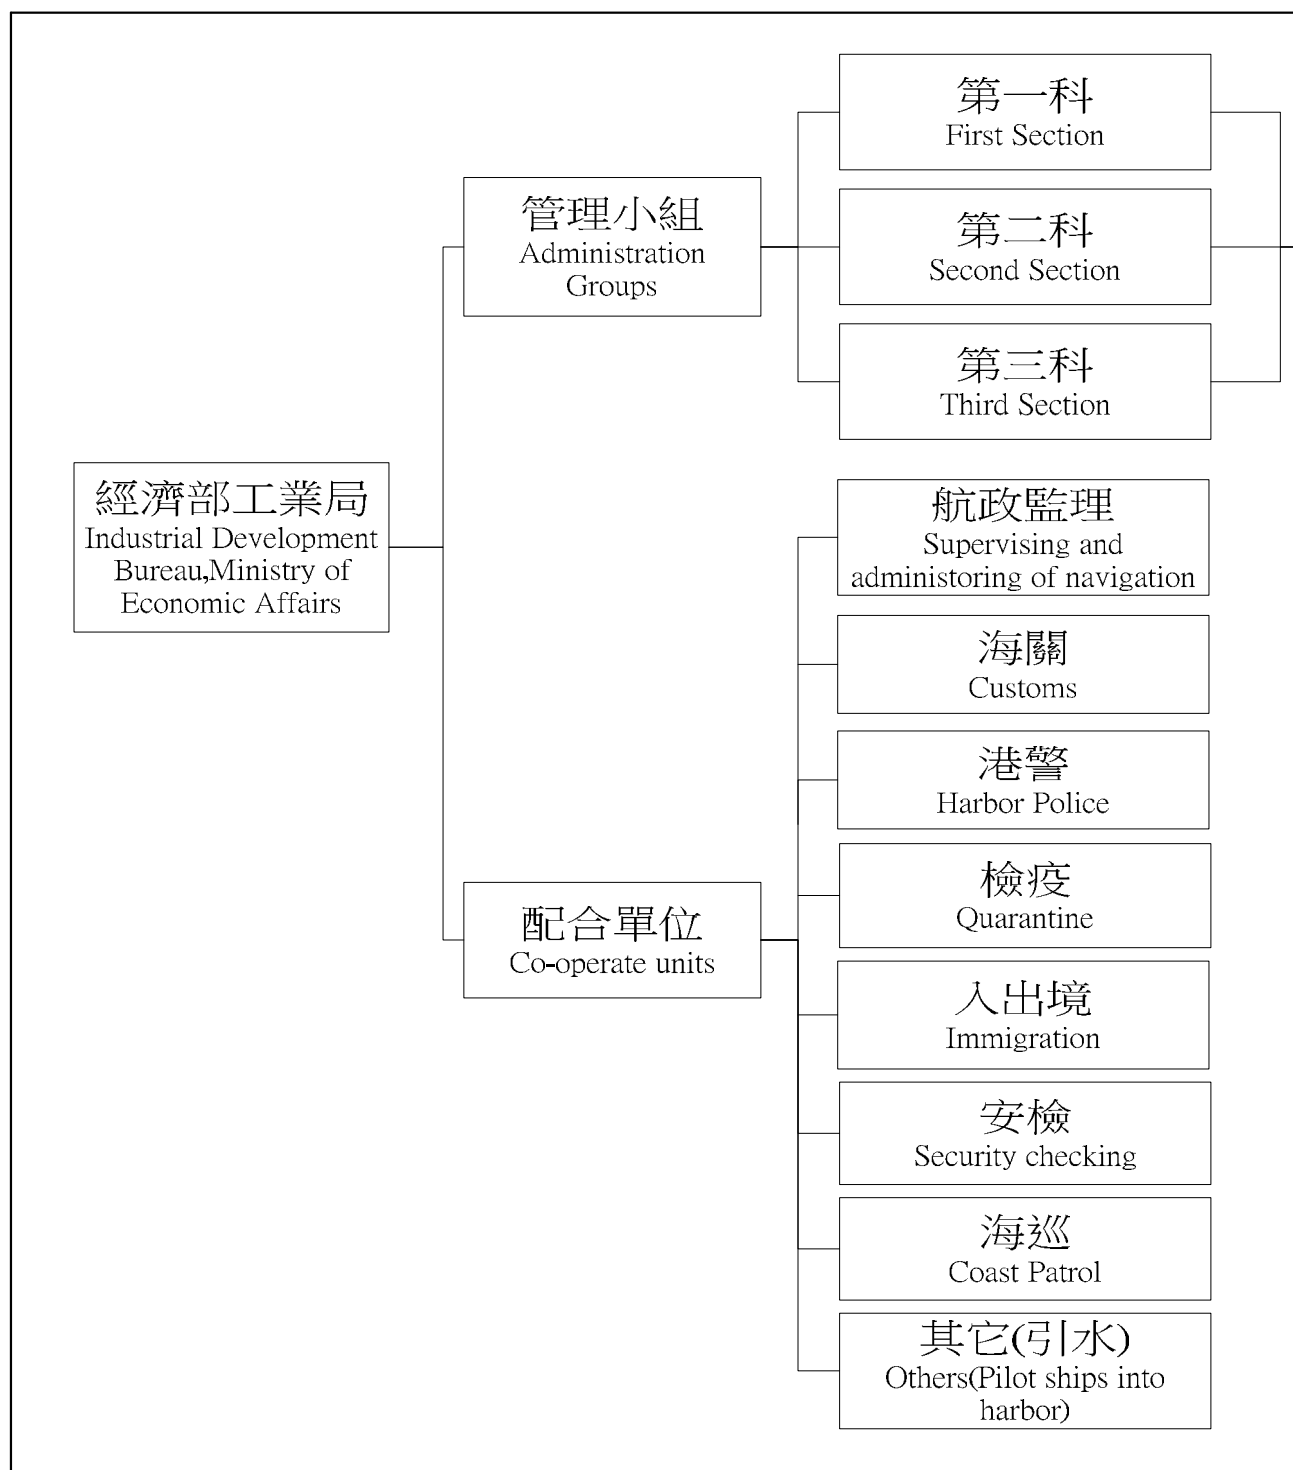 經濟部工業局
Industrial Development
Bureau,Ministry of
Economic Affairs
管理小組
Administration
Groups
第一科
First Section
第二科
Second Section
第三科
Third Section
配合單位
Co-operate units
航政監理
Supervising and
administoring of navigation
海關
Customs
港警
Harbor Police
檢疫
Quarantine
入出境
Immigration
安檢
Security checking
海巡
Coast Patrol
其它(引水)
Others(Pilot ships into
harbor)